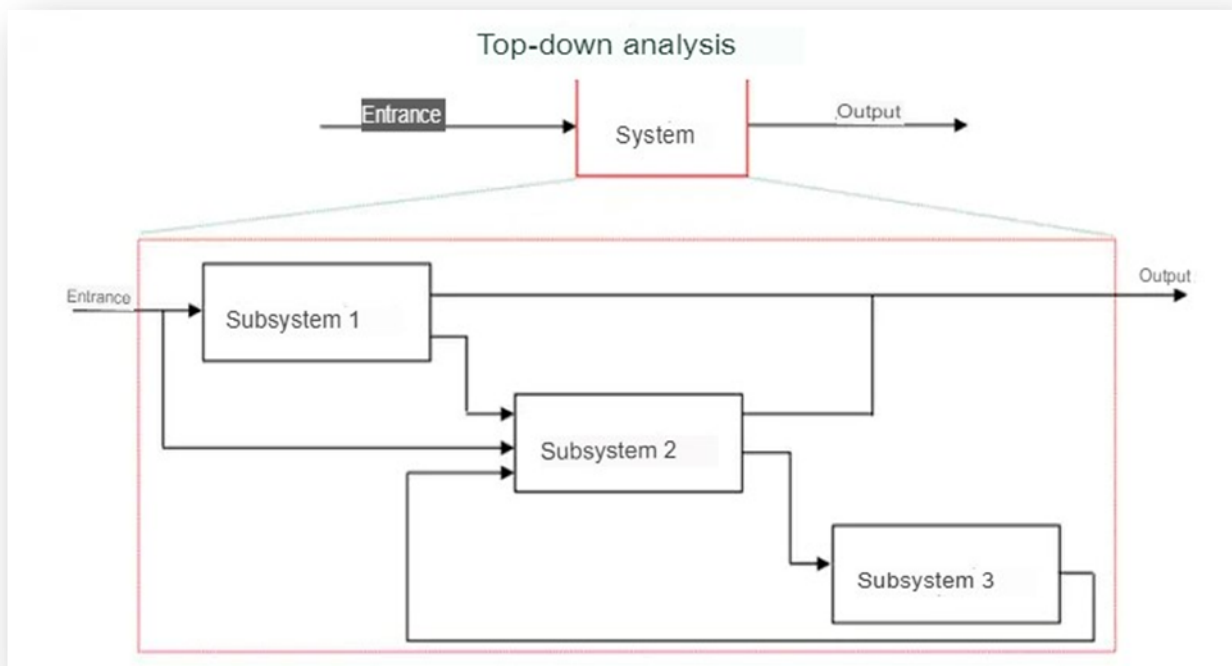 Top-down analysis
Entrance
System
Output
Entrance
Output
Subsystem 1
Subsystem 2
Subsystem 3